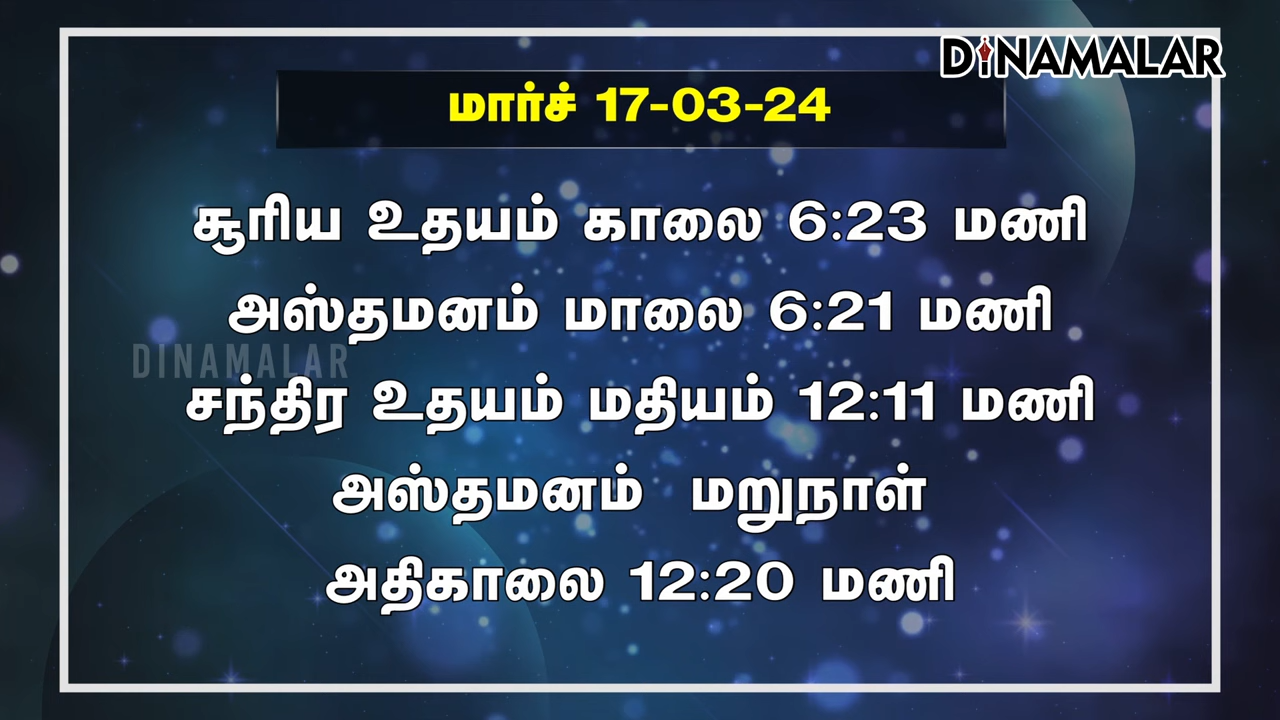 DINAMALAR
மார்ச் 17-03-24
சூரிய உதயம் காலை 6:23 மணி
அஸ்தமனம் மாலை 6:21 மணி
DINAMALAR
சந்திர உதயம் மதியம் 12:11 மணி
அஸ்தமனம் மறுநாள்
அதிகாலை 12:20 மணி